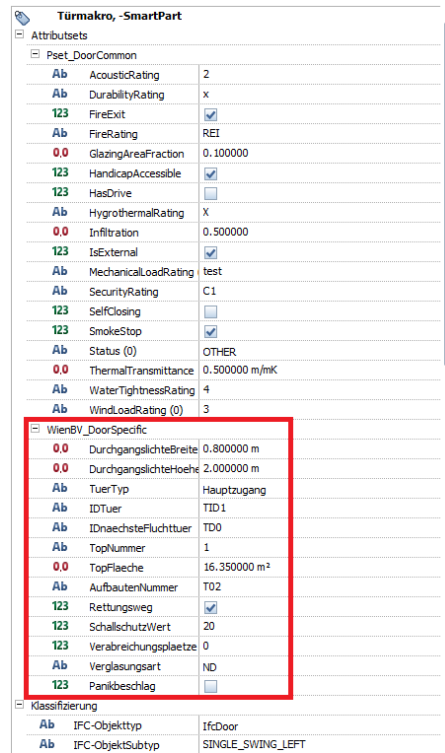 Türmakro, -SmartPart
Attributsets
Pset_DoorCommon
Ab AcousticRating 2
Ab DurabilityRating x
123 FireExit
Ab FireRating REI
0,0 GlazingAreaFraction 0.100000
123 HandicapAccessible
123 HasDrive
Ab HygrothermalRating X
0,0 Infiltration 0.500000
123 IsExternal
Ab MechanicalLoadRating test
Ab SecurityRating C1
123 SelfClosing
123 SmokeStop
Ab Status (0) OTHER
0,0 ThermalTransmittance 0.500000 m/mK
Ab WaterTightnessRating 4
Ab WindLoadRating (0) 3
WienBV_DoorSpecific
0,0 DurchgangslichteBreite 0.800000 m
0,0 DurchgangslichteHoehe 2.000000 m
Ab TuerTyp Hauptzugang
Ab IDTuer TID1
Ab IDnaechsteFluchttuer TD0
Ab TopNummer 1
0,0 TopFlaeche 16.350000 m²
Ab AufbautenNummer T02
123 Rettungsweg
123 SchallschutzWert 20
123 Verabreichungsplaetze 0
Ab Verglasungsart ND
123 Panikbeschlag
Klassifizierung
Ab IFC-Objekttyp IfcDoor
Ab IFC-ObjektSubtyp SINGLE_SWING_LEFT